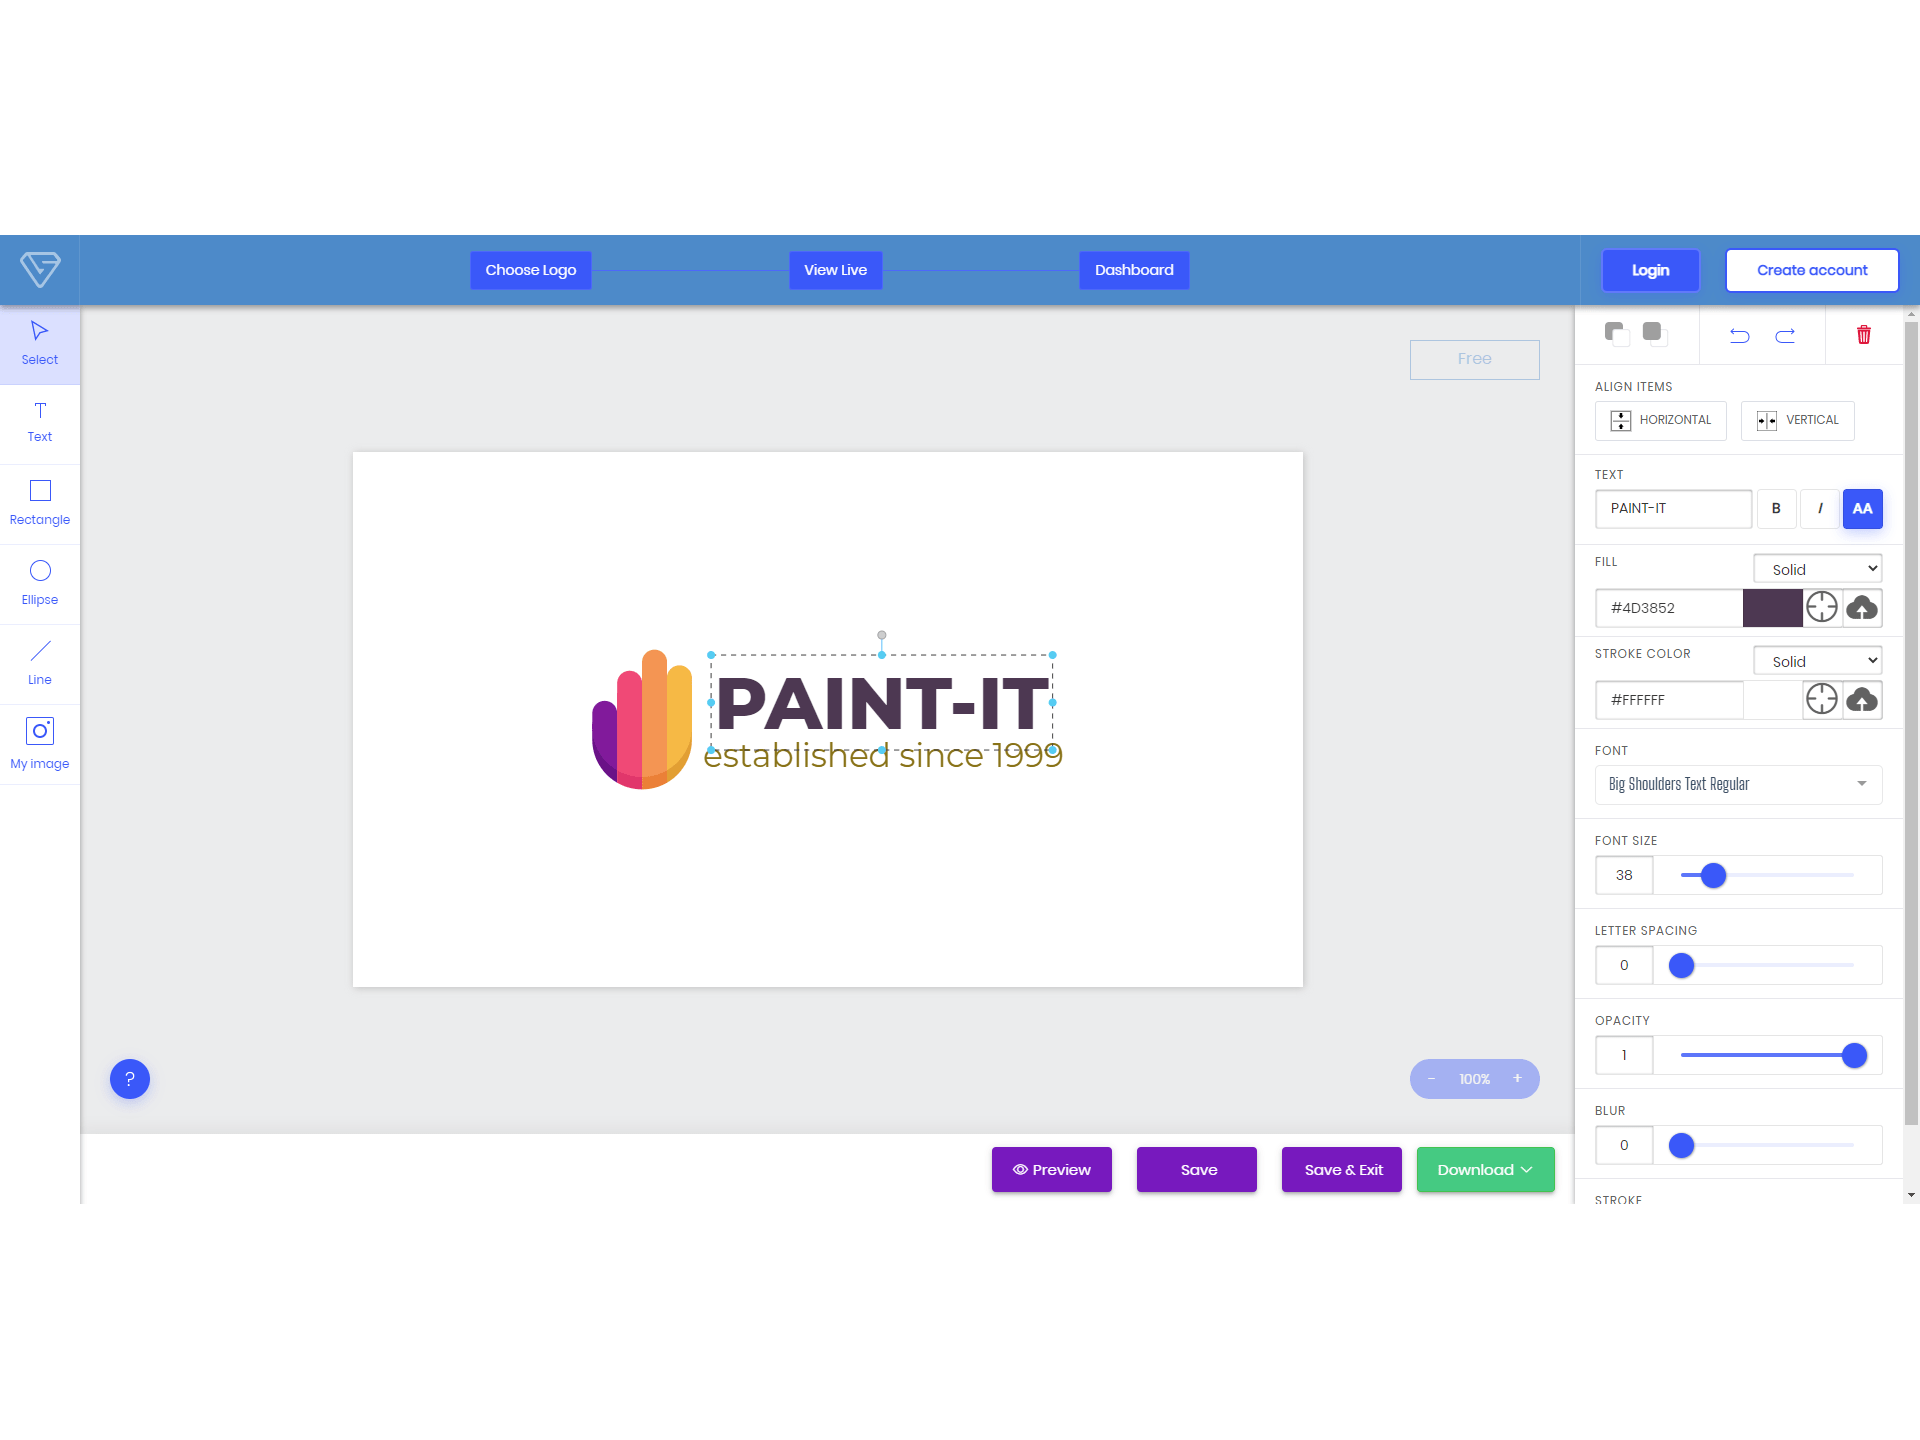 Choose Logo
View Live
Dashboard
Login
Create account
Select
Text
Rectangle
Ellipse
Line
My image
Free
PAINT-IT
established since 1999
?
- 100% +
Preview
Save
Save & Exit
Download
ALIGN ITEMS
HORIZONTAL
VERTICAL
TEXT
PAINT-IT
B
I
AA
FILL
Solid
#4D3852
STROKE COLOR
Solid
#FFFFFF
FONT
Big Shoulders Text Regular
FONT SIZE
38
LETTER SPACING
0
OPACITY
1
BLUR
0
STROKE